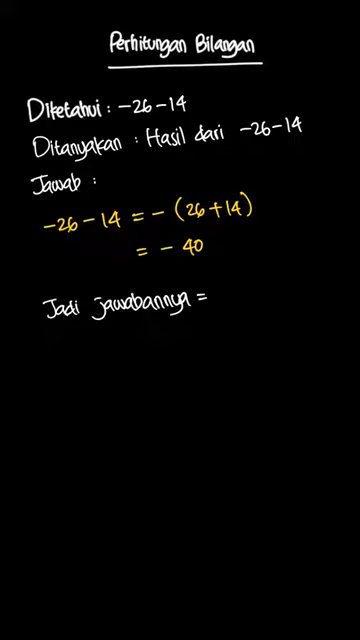 Perhitungan Bilangan
Diketahui : -26 - 14
Ditanyakan : Hasil dari -26 - 14
Jawab :
-26 - 14 = - (26 + 14)
= - 40
Jadi jawabannya =